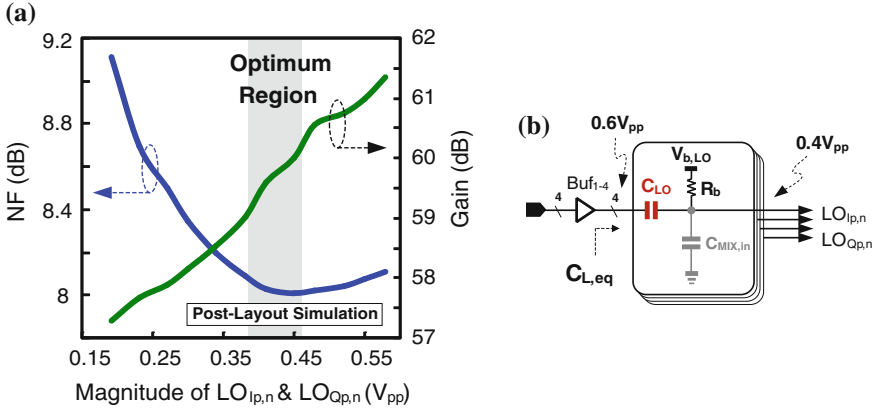 (a)
9.2
8.8
8.4
8
NF (dB)
62
61
60
59
58
57
Gain (dB)
Optimum
Region
Post-Layout Simulation
0.15
0.25
0.35
0.45
0.55
Magnitude of LOIp,n & LOQp,n (Vpp)
(b)
0.6Vpp
0.4Vpp
Vb,LO
Rb
CLO
Buf1-4
4
4
CMIX,in
CL,eq
LOIp,n
LOQp,n